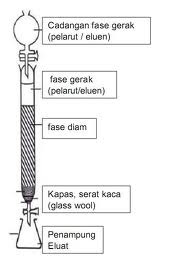 Cadangan fase gerak
(pelarut / eluen)
fase gerak
(pelarut/eluen)
fase diam
Kapas, serat kaca
(glass wool)
Penampung
Eluat